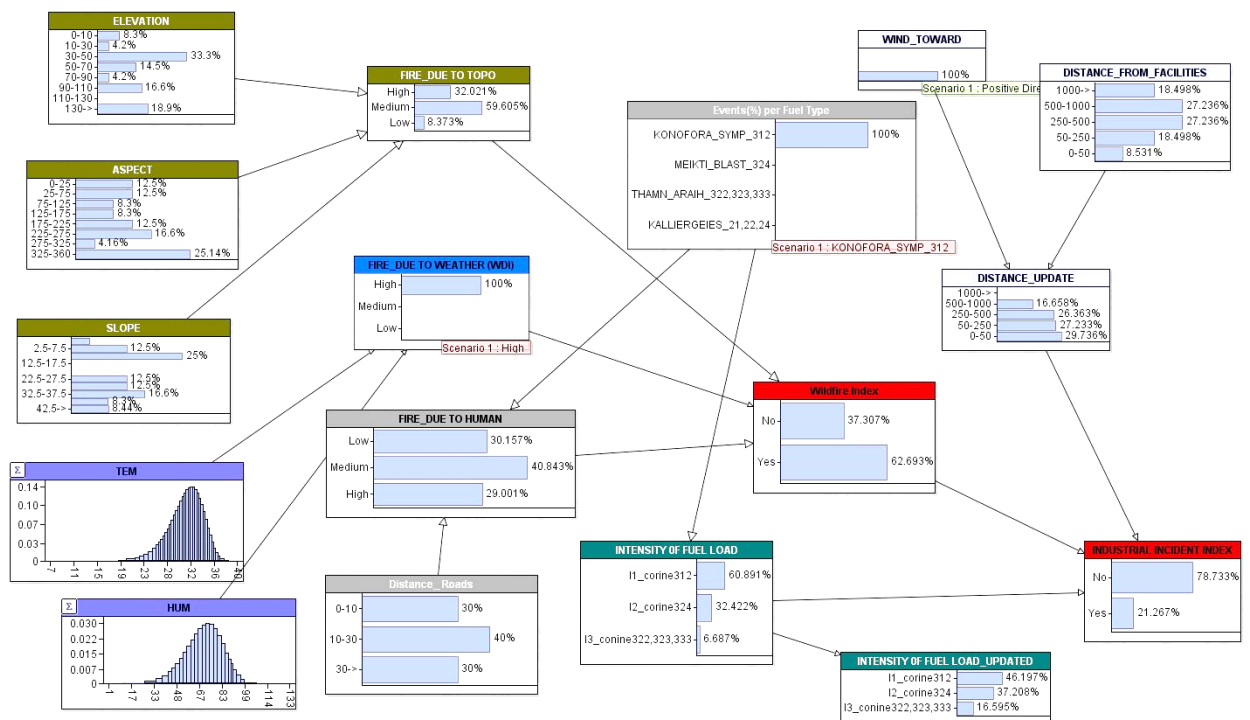 ELEVATION
0-10 8.3%
10-30 4.2%
30-50 33.3%
50-70 14.5%
70-90 4.2%
90-110 16.6%
110-130
130-> 18.9%
FIRE_DUE TO TOPO
High 32.021%
Medium 59.605%
Low 8.373%
WIND_TOWARD
100%
Scenario 1 : Positive Dire
DISTANCE_FROM_FACILITIES
1000-> 18.498%
500-1000 27.236%
250-500 27.236%
50-250 18.498%
0-50 8.531%
Events(%) per Fuel Type
KONOFORA_SYMP_312 100%
MEIKTI_BLAST_324
THAMN_ARAIH_322,323,333
KALLIERGEIES_21,22,24
Scenario 1 : KONOFORA_SYMP_312
ASPECT
0-25 12.5%
25-75 12.5%
75-125 8.3%
125-175 8.3%
175-225 12.5%
225-275 16.6%
275-325 4.16%
325-360 25.14%
FIRE_DUE TO WEATHER (WDI)
High 100%
Medium
Low
Scenario 1 : High
DISTANCE_UPDATE
1000->
500-1000 16.658%
250-500 26.363%
50-250 27.233%
0-50 29.736%
SLOPE
2.5-7.5 12.5%
25%
12.5-17.5
22.5-27.5 12.5%
12.5%
32.5-37.5 16.6%
8.3%
42.5-> 8.44%
FIRE_DUE TO HUMAN
Low 30.157%
Medium 40.843%
High 29.001%
Wildfire Index
No 37.307%
Yes 62.693%
Σ TEM
0.14
0.10
0.07
0.03
0
7 11 15 19 23 28 32 36 40
INTENSITY OF FUEL LOAD
I1_corine312 60.891%
I2_corine324 32.422%
I3_conine322,323,333 6.687%
INDUSTRIAL INCIDENT INDEX
No 78.733%
Yes 21.267%
Distance_ Roads
0-10 30%
10-30 40%
30-> 30%
Σ HUM
0.030
0.022
0.015
0.007
0
1 17 33 48 67 83 99 114 133
INTENSITY OF FUEL LOAD_UPDATED
I1_corine312 46.197%
I2_corine324 37.208%
I3_conine322,323,333 16.595%